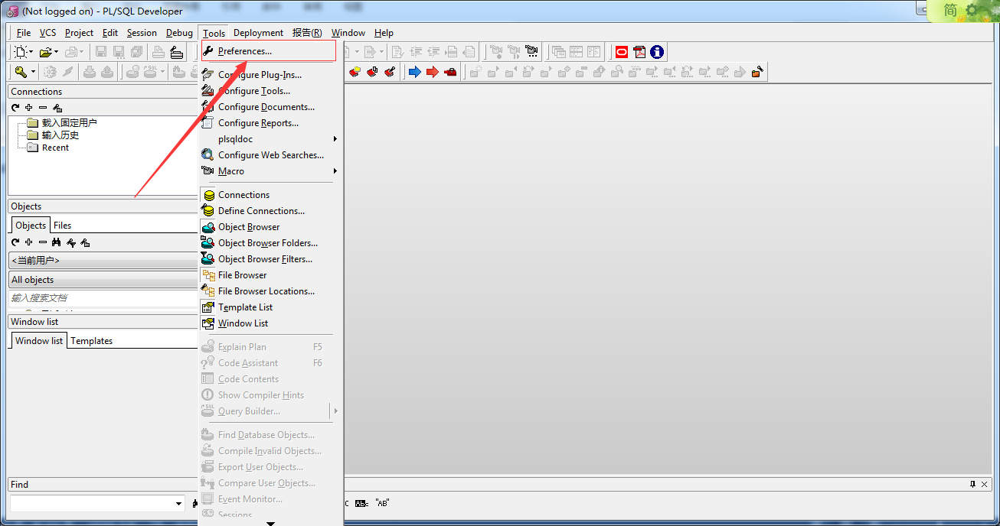 (Not logged on) - PL/SQL Developer
简
File VCS Project Edit Session Debug Tools Deployment 报告(R) Window Help
Preferences...
Configure Plug-Ins...
Configure Tools...
Configure Documents...
Configure Reports...
plsqldoc
Configure Web Searches...
Macro
Connections
Define Connections...
Object Browser
Object Browser Folders...
Object Browser Filters...
File Browser
File Browser Locations...
Template List
Window List
Explain Plan F5
Code Assistant F6
Code Contents
Show Compiler Hints
Query Builder...
Find Database Objects...
Compile Invalid Objects...
Export User Objects...
Compare User Objects...
Event Monitor...
Sessions
Connections
载入固定用户
输入历史
Recent
Objects
Objects Files
<当前用户>
All objects
输入搜索文档
Window list
Window list Templates
Find
"AB"